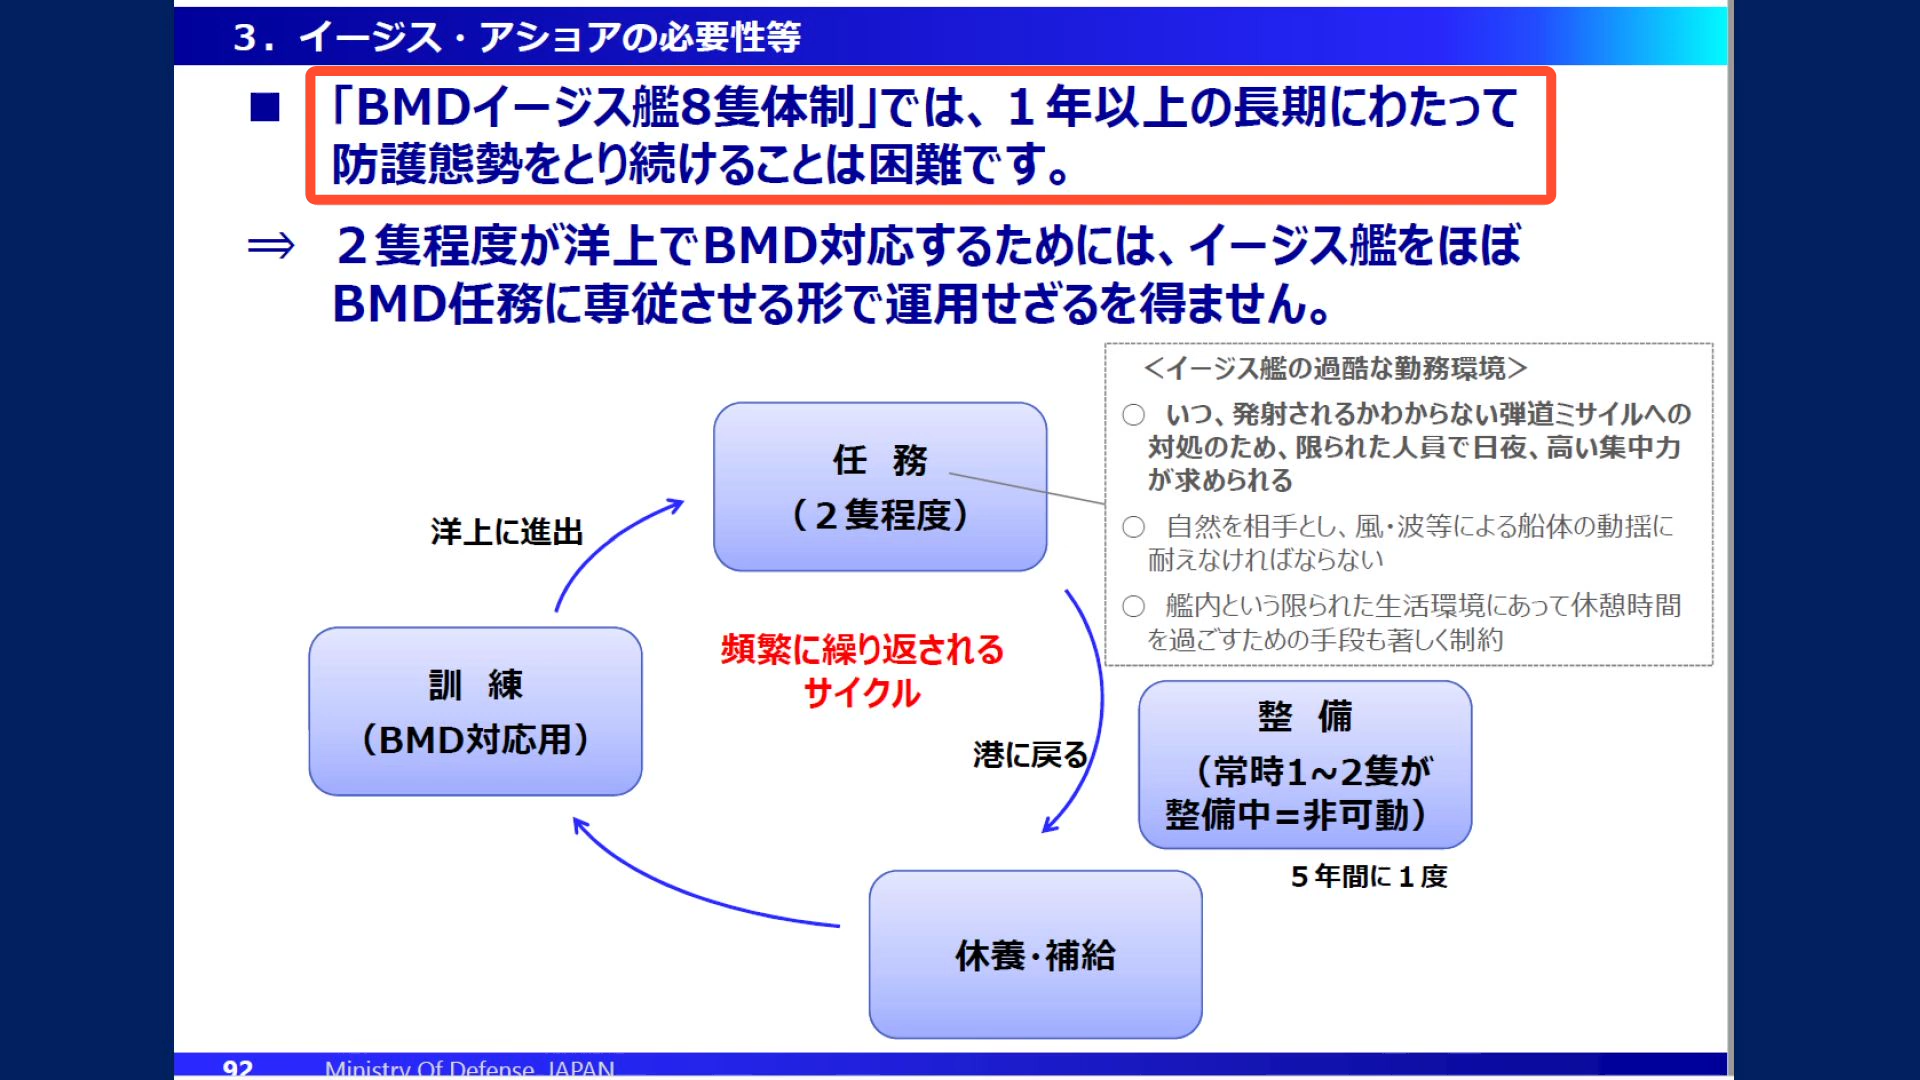 ３．イージス・アショアの必要性等
■ 「BMDイージス艦８隻体制」では、１年以上の長期にわたって
防護態勢をとり続けることは困難です。
⇒ ２隻程度が洋上でBMD対応するためには、イージス艦をほぼ
BMD任務に専従させる形で運用せざるを得ません。
＜イージス艦の過酷な勤務環境＞
○ いつ、発射されるかわからない弾道ミサイルへの
対処のため、限られた人員で日夜、高い集中力
が求められる
○ 自然を相手とし、風・波等による船体の動揺に
耐えなければならない
○ 艦内という限られた生活環境にあって休憩時間
を過ごすための手段も著しく制約
任 務
（２隻程度）
洋上に進出
訓 練
（BMD対応用）
頻繁に繰り返される
サイクル
港に戻る
整 備
（常時1~2隻が
整備中=非可動）
５年間に１度
休養・補給
92 Ministry Of Defense, JAPAN